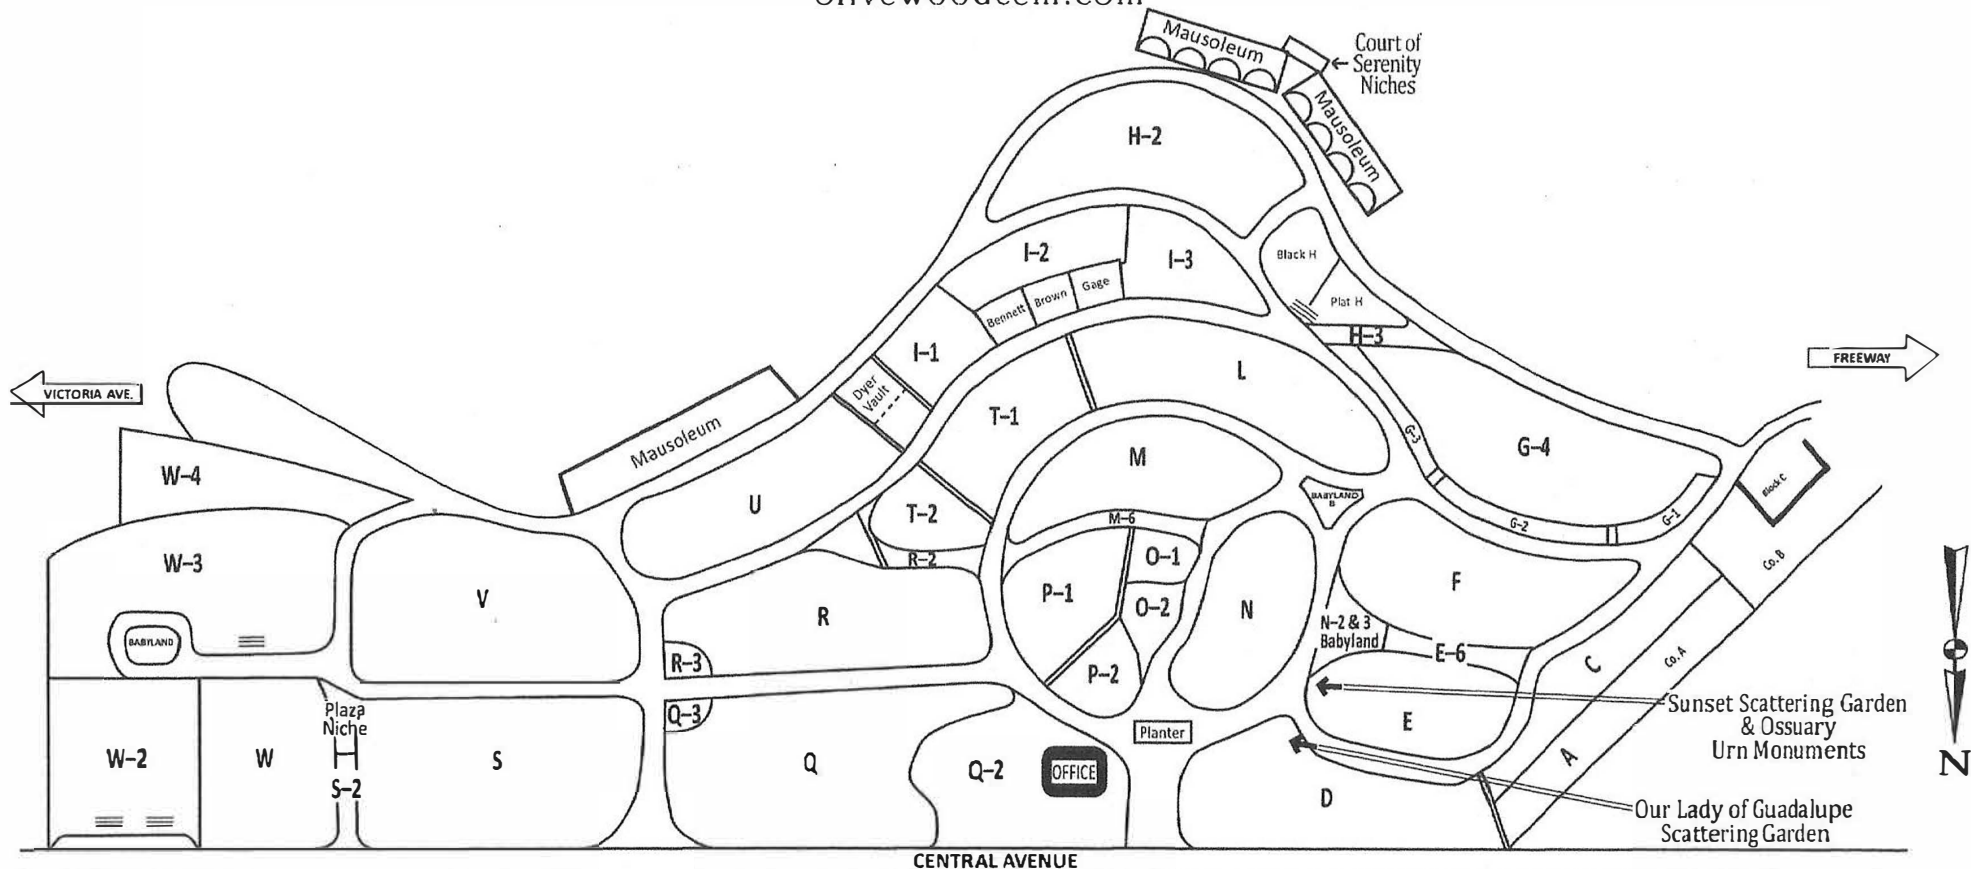 olivewoodcem.com
Mausoleum
Court of
Serenity
Niches
Mausoleum
H-2
I-2
I-3
Black H
Plat H
H-3
Bennett
Brown
Gage
I-1
Dyer
Vault
L
T-1
FREEWAY
VICTORIA AVE.
Mausoleum
G-3
G-4
M
W-4
U
BABYLAND
B
Block C
T-2
M-6
G-2
G-1
W-3
R-2
O-1
Co. B
V
P-1
O-2
N
F
R
N-2 & 3
Babyland
E-6
BABYLAND
R-3
P-2
C
Co. A
Plaza
Niche
Q-3
Planter
E
Sunset Scattering Garden
& Ossuary
Urn Monuments
W-2
W
S
Q
Q-2
OFFICE
A
N
S-2
D
Our Lady of Guadalupe
Scattering Garden
CENTRAL AVENUE